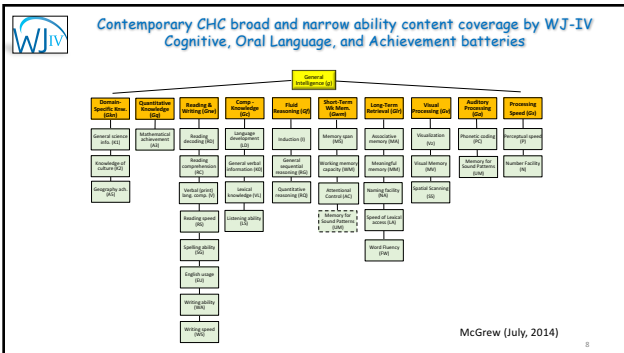 WJ IV
Contemporary CHC broad and narrow ability content coverage by WJ-IV
Cognitive, Oral Language, and Achievement batteries
General
Intelligence (g)
Domain-
Specific Knw.
(Gkn)
General science
info. (K1)
Knowledge of
culture (K2)
Geography ach.
(A5)
Quantitative
Knowledge (Gq)
Mathematical
achievement
(A3)
Reading
& Writing (Grw)
Reading
decoding (RD)
Reading
comprehension
(RC)
Verbal (print)
lang. comp. (V)
Reading speed
(RS)
Spelling ability
(SG)
English usage
(EU)
Writing ability
(WA)
Writing speed
(WS)
Comp -
Knowledge
(Gc)
Language
development
(LD)
General verbal
information (K0)
Lexical
knowledge (VL)
Listening ability
(LS)
Fluid
Reasoning (Gf)
Induction (I)
General
sequential
reasoning (RG)
Quantitative
reasoning (RQ)
Short-Term
Wk Mem.
(Gwm)
Memory span
(MS)
Working memory
capacity (WM)
Attentional
Control (AC)
Memory for
Sound Patterns
(UM)
Long-Term
Retrieval (Glr)
Associative
memory (MA)
Meaningful
memory (MM)
Naming facility
(NA)
Speed of Lexical
access (LA)
Word Fluency
(FW)
Visual
Processing (Gv)
Visualization
(Vz)
Visual Memory
(MV)
Spatial Scanning
(SS)
Auditory
Processing (Ga)
Phonetic coding
(PC)
Memory for
Sound Patterns
(UM)
Processing
Speed (Gs)
Perceptual speed
(P)
Number Facility
(N)
McGrew (July, 2014)
8